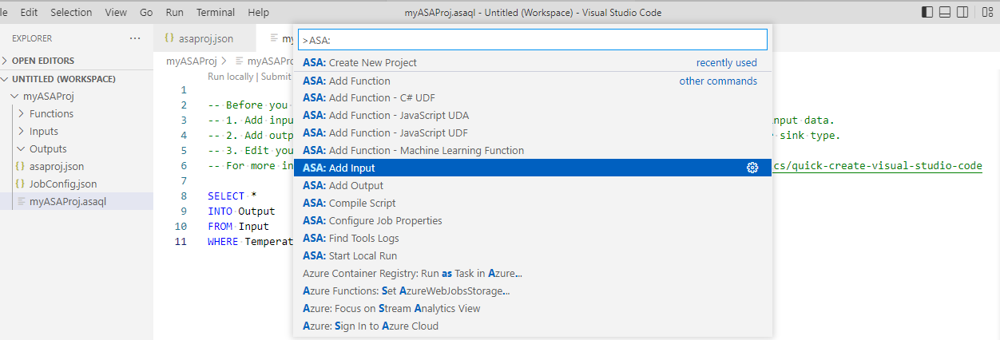 File Edit Selection View Go Run Terminal Help myASAProj.asaql - Untitled (Workspace) - Visual Studio Code
EXPLORER
OPEN EDITORS
UNTITLED (WORKSPACE)
myASAProj
Functions
Inputs
Outputs
asaproj.json
JobConfig.json
myASAProj.asaql
asaproj.json
myASAProj
Run locally | Submit
1
2 -- Before you
3 -- 1. Add inpu nput data.
4 -- 2. Add outp sink type.
5 -- 3. Edit you
6 -- For more in cs/quick-create-visual-studio-code
7
8 SELECT *
9 INTO Output
10 FROM Input
11 WHERE Temperat
>ASA:
ASA: Create New Project recently used
ASA: Add Function other commands
ASA: Add Function - C# UDF
ASA: Add Function - JavaScript UDA
ASA: Add Function - JavaScript UDF
ASA: Add Function - Machine Learning Function
ASA: Add Input
ASA: Add Output
ASA: Compile Script
ASA: Configure Job Properties
ASA: Find Tools Logs
ASA: Start Local Run
Azure Container Registry: Run as Task in Azure...
Azure Functions: Set AzureWebJobsStorage...
Azure: Focus on Stream Analytics View
Azure: Sign In to Azure Cloud